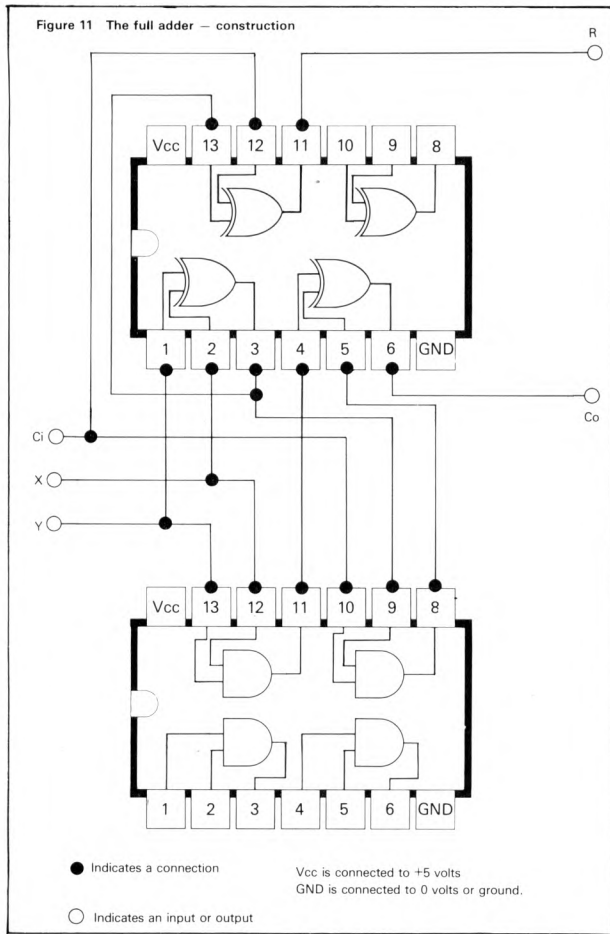 Figure 11 The full adder – construction
R
Vcc 13 12 11 10 9 8
1 2 3 4 5 6 GND
Co
Ci
X
Y
Vcc 13 12 11 10 9 8
1 2 3 4 5 6 GND
Indicates a connection
Vcc is connected to +5 volts
GND is connected to 0 volts or ground.
Indicates an input or output